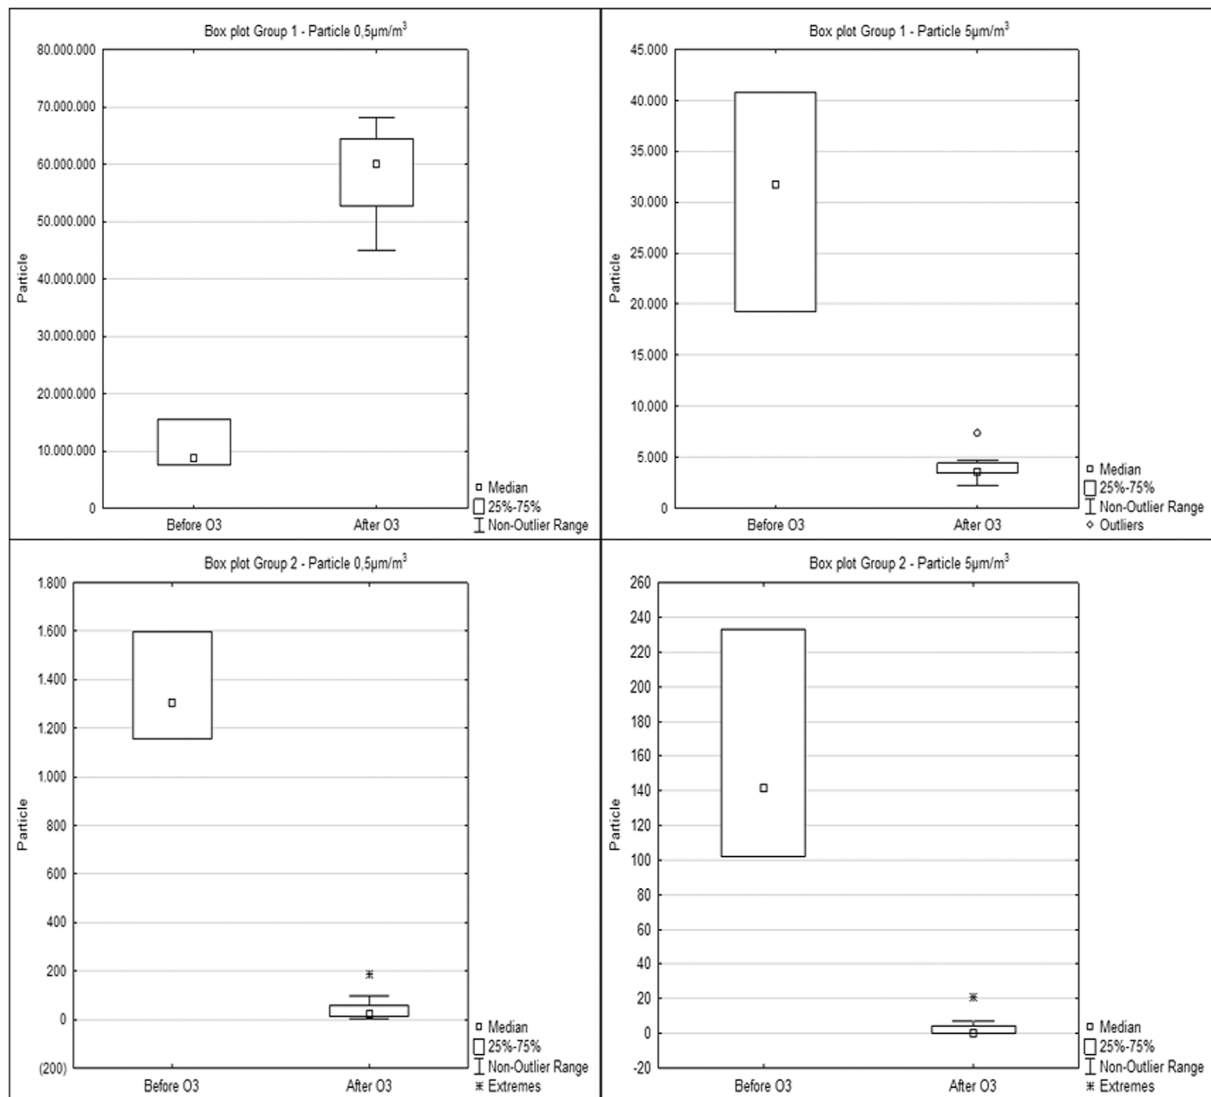 Box plot Group 1 - Particle 0,5µm/m³
80.000.000
70.000.000
60.000.000
50.000.000
40.000.000
30.000.000
20.000.000
10.000.000
0
Particle
Before O3
After O3
Median
25%-75%
Non-Outlier Range
Box plot Group 1 - Particle 5µm/m³
45.000
40.000
35.000
30.000
25.000
20.000
15.000
10.000
5.000
0
Particle
Before O3
After O3
Median
25%-75%
Non-Outlier Range
Outliers
Box plot Group 2 - Particle 0,5µm/m³
1.800
1.600
1.400
1.200
1.000
800
600
400
200
0
(200)
Particle
Before O3
After O3
Median
25%-75%
Non-Outlier Range
Extremes
Box plot Group 2 - Particle 5µm/m³
260
240
220
200
180
160
140
120
100
80
60
40
20
0
-20
Particle
Before O3
After O3
Median
25%-75%
Non-Outlier Range
Extremes